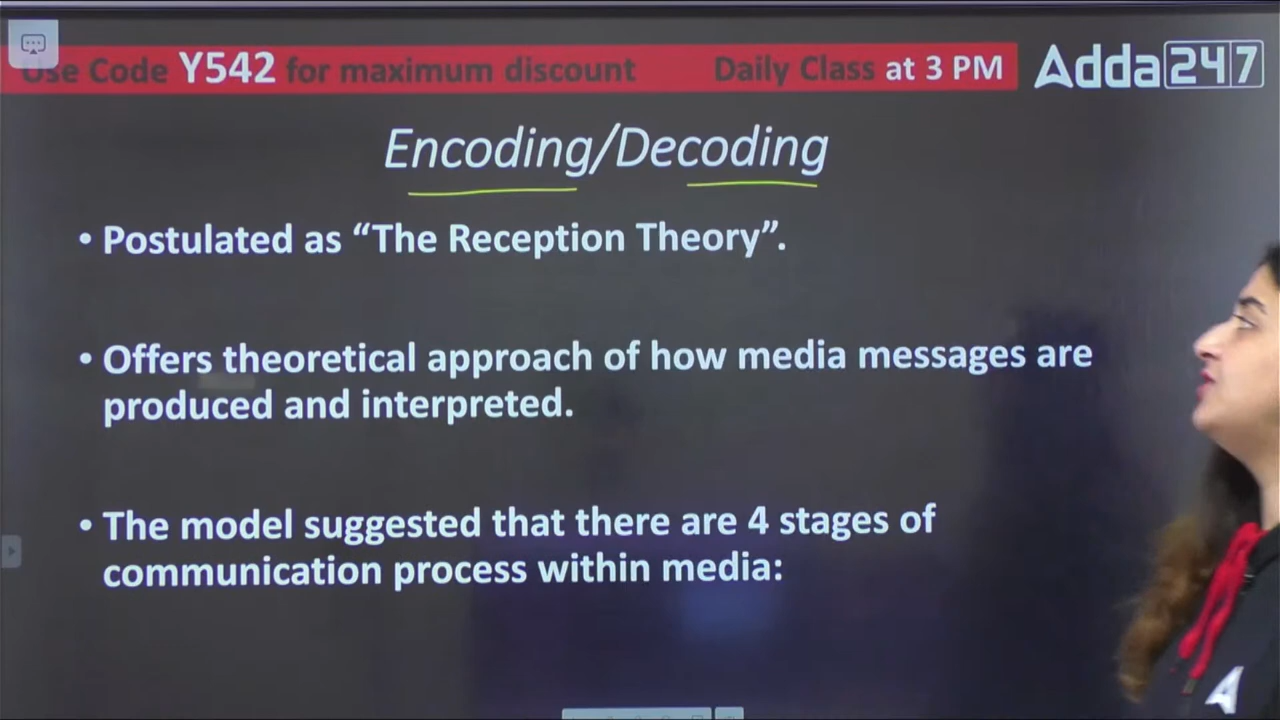 Use Code Y542 for maximum discount Daily Class at 3 PM Adda247
Encoding/Decoding
• Postulated as “The Reception Theory”.
• Offers theoretical approach of how media messages are
produced and interpreted.
• The model suggested that there are 4 stages of
communication process within media: